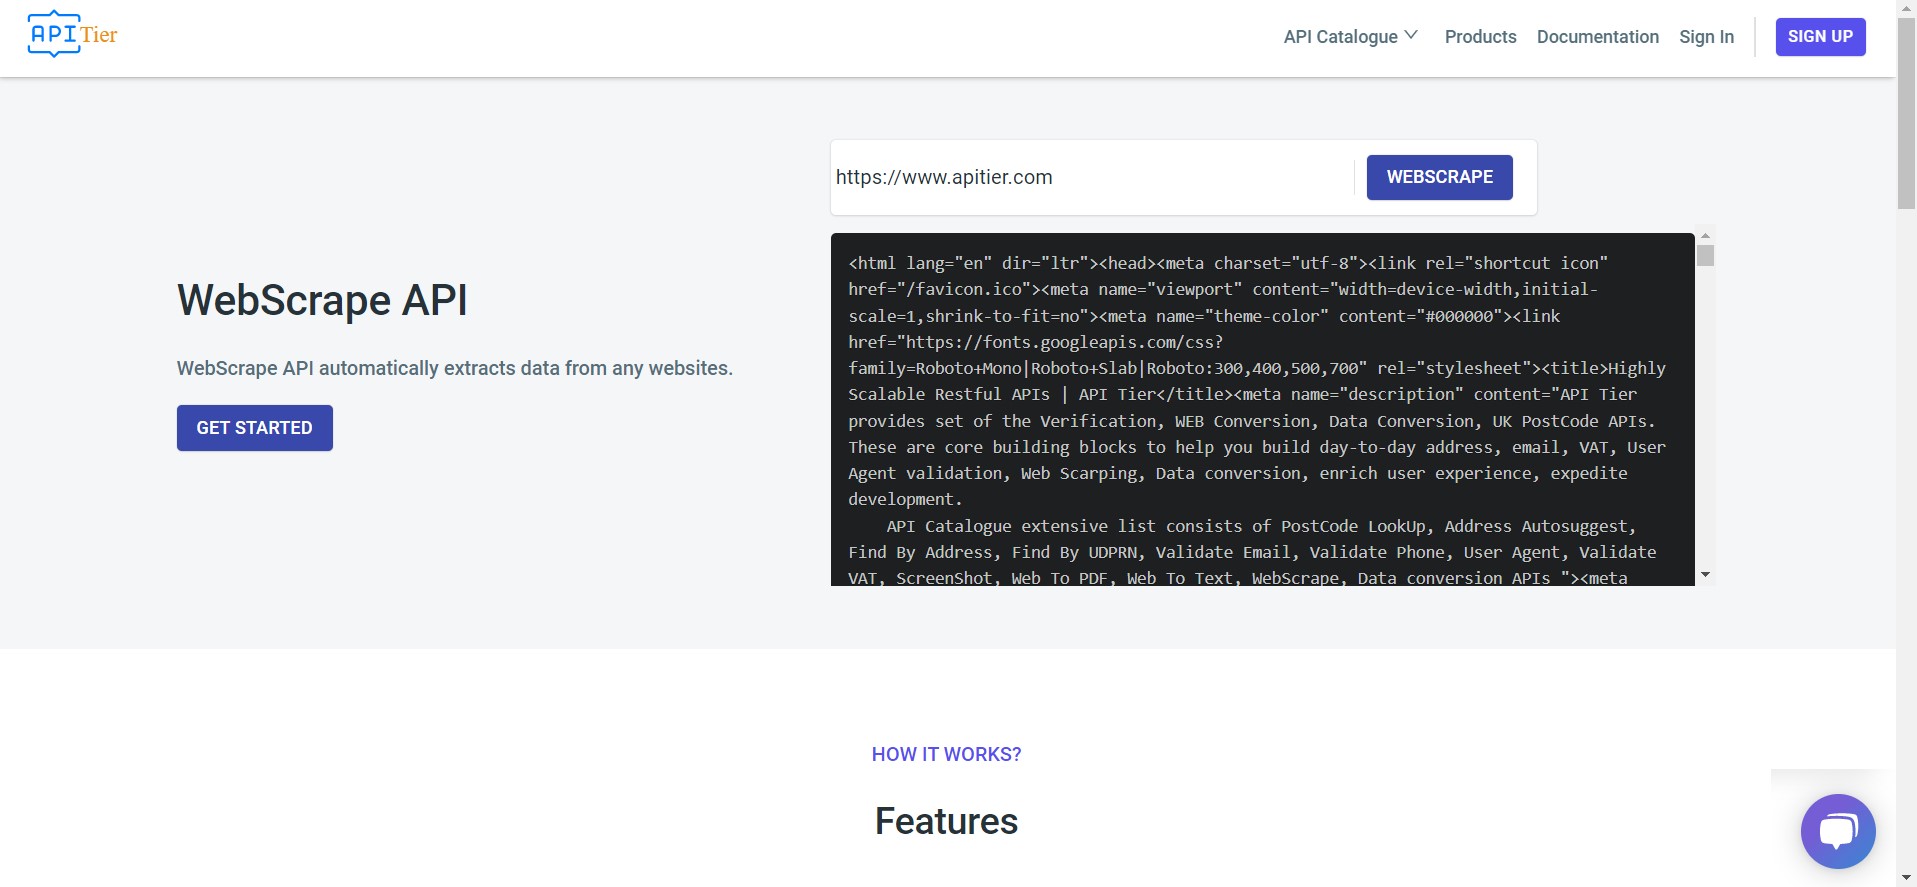 API Tier
API Catalogue
Products
Documentation
Sign In
SIGN UP
https://www.apitier.com
WEBSCRAPE
WebScrape API
WebScrape API automatically extracts data from any websites.
GET STARTED
<html lang="en" dir="ltr"><head><meta charset="utf-8"><link rel="shortcut icon"
href="/favicon.ico"><meta name="viewport" content="width=device-width,initial-
scale=1,shrink-to-fit=no"><meta name="theme-color" content="#000000"><link
href="https://fonts.googleapis.com/css?
family=Roboto+Mono|Roboto+Slab|Roboto:300,400,500,700" rel="stylesheet"><title>Highly
Scalable Restful APIs | API Tier</title><meta name="description" content="API Tier
provides set of the Verification, WEB Conversion, Data Conversion, UK PostCode APIs.
These are core building blocks to help you build day-to-day address, email, VAT, User
Agent validation, Web Scarping, Data conversion, enrich user experience, expedite
development.
API Catalogue extensive list consists of PostCode LookUp, Address Autosuggest,
Find By Address, Find By UDPRN, Validate Email, Validate Phone, User Agent, Validate
VAT, ScreenShot, Web To PDF, Web To Text, WebScrape, Data conversion APIs "><meta
HOW IT WORKS?
Features